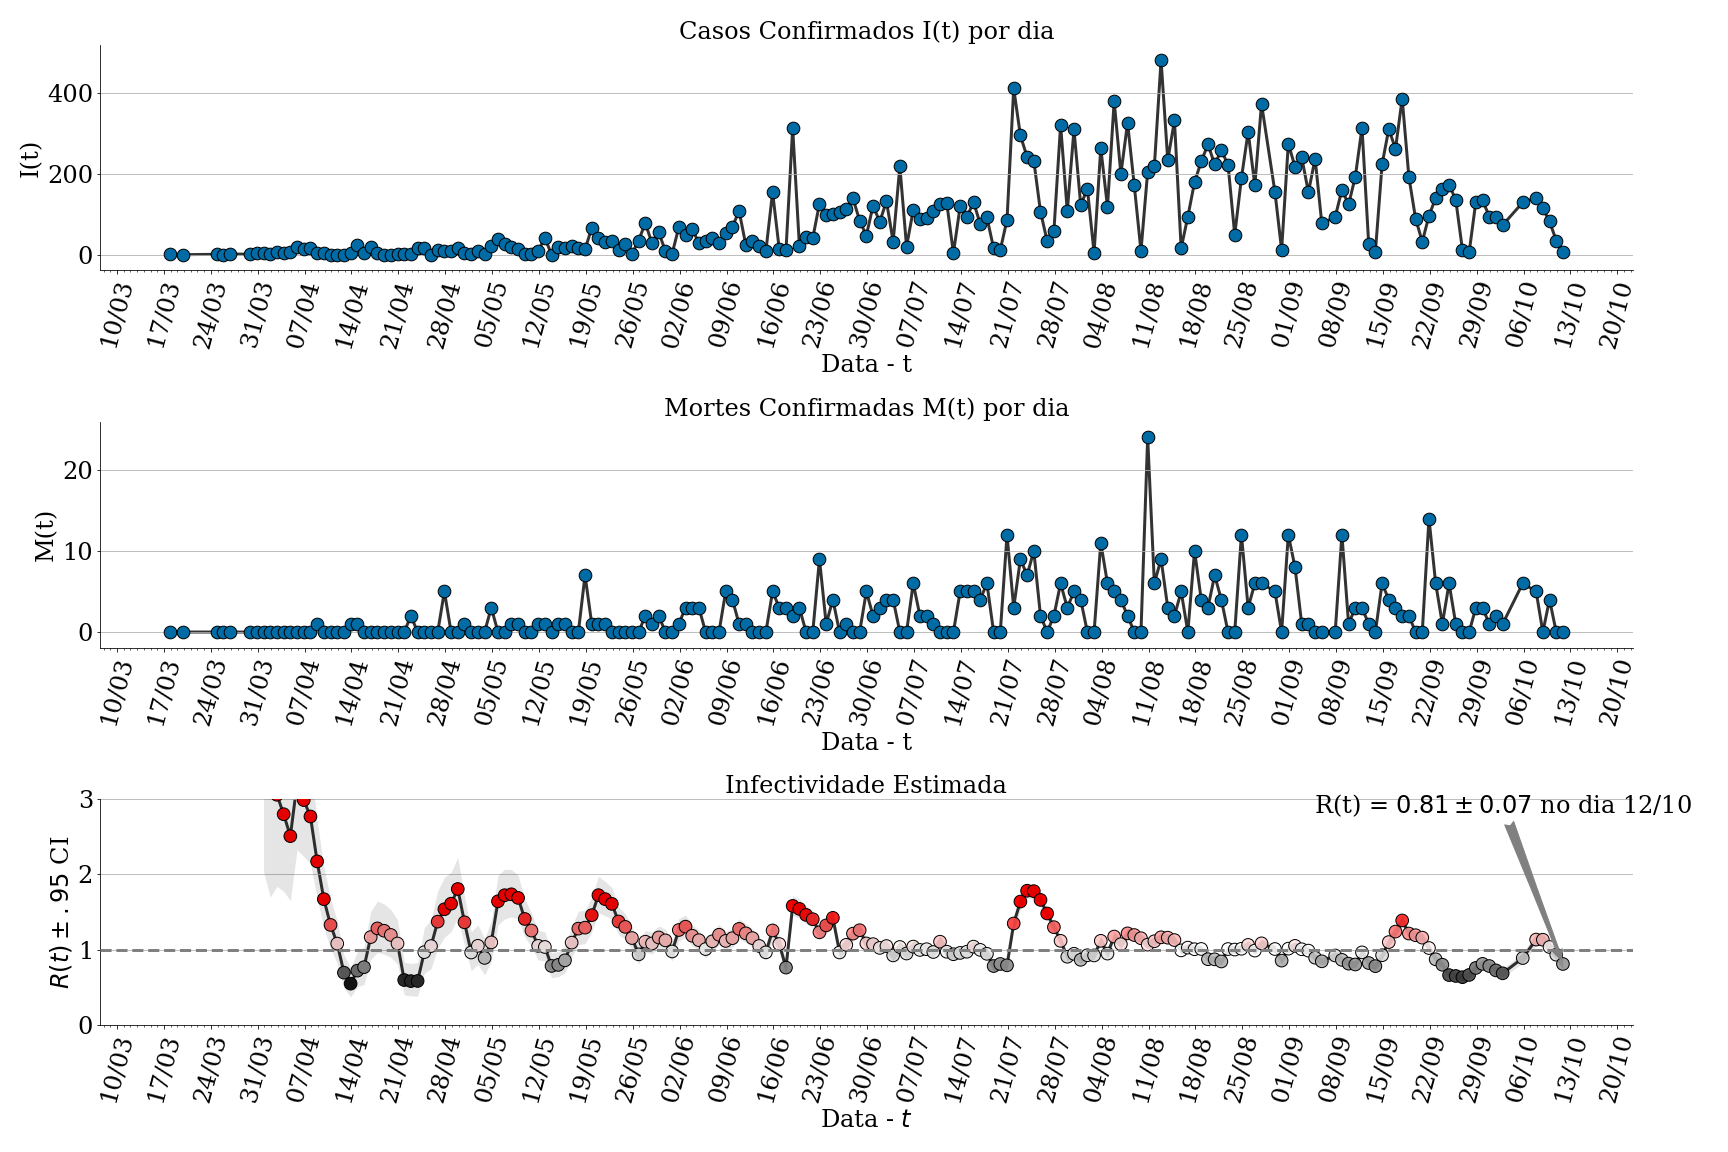 Casos Confirmados I(t) por dia
I(t)
400
200
0
10/03 17/03 24/03 31/03 07/04 14/04 21/04 28/04 05/05 12/05 19/05 26/05 02/06 09/06 16/06 23/06 30/06 07/07 14/07 21/07 28/07 04/08 11/08 18/08 25/08 01/09 08/09 15/09 22/09 29/09 06/10 13/10 20/10
Data - t
Mortes Confirmadas M(t) por dia
M(t)
20
10
0
10/03 17/03 24/03 31/03 07/04 14/04 21/04 28/04 05/05 12/05 19/05 26/05 02/06 09/06 16/06 23/06 30/06 07/07 14/07 21/07 28/07 04/08 11/08 18/08 25/08 01/09 08/09 15/09 22/09 29/09 06/10 13/10 20/10
Data - t
Infectividade Estimada
R(t) = 0.81 ± 0.07 no dia 12/10
R(t) ± .95 CI
3
2
1
0
10/03 17/03 24/03 31/03 07/04 14/04 21/04 28/04 05/05 12/05 19/05 26/05 02/06 09/06 16/06 23/06 30/06 07/07 14/07 21/07 28/07 04/08 11/08 18/08 25/08 01/09 08/09 15/09 22/09 29/09 06/10 13/10 20/10
Data - t